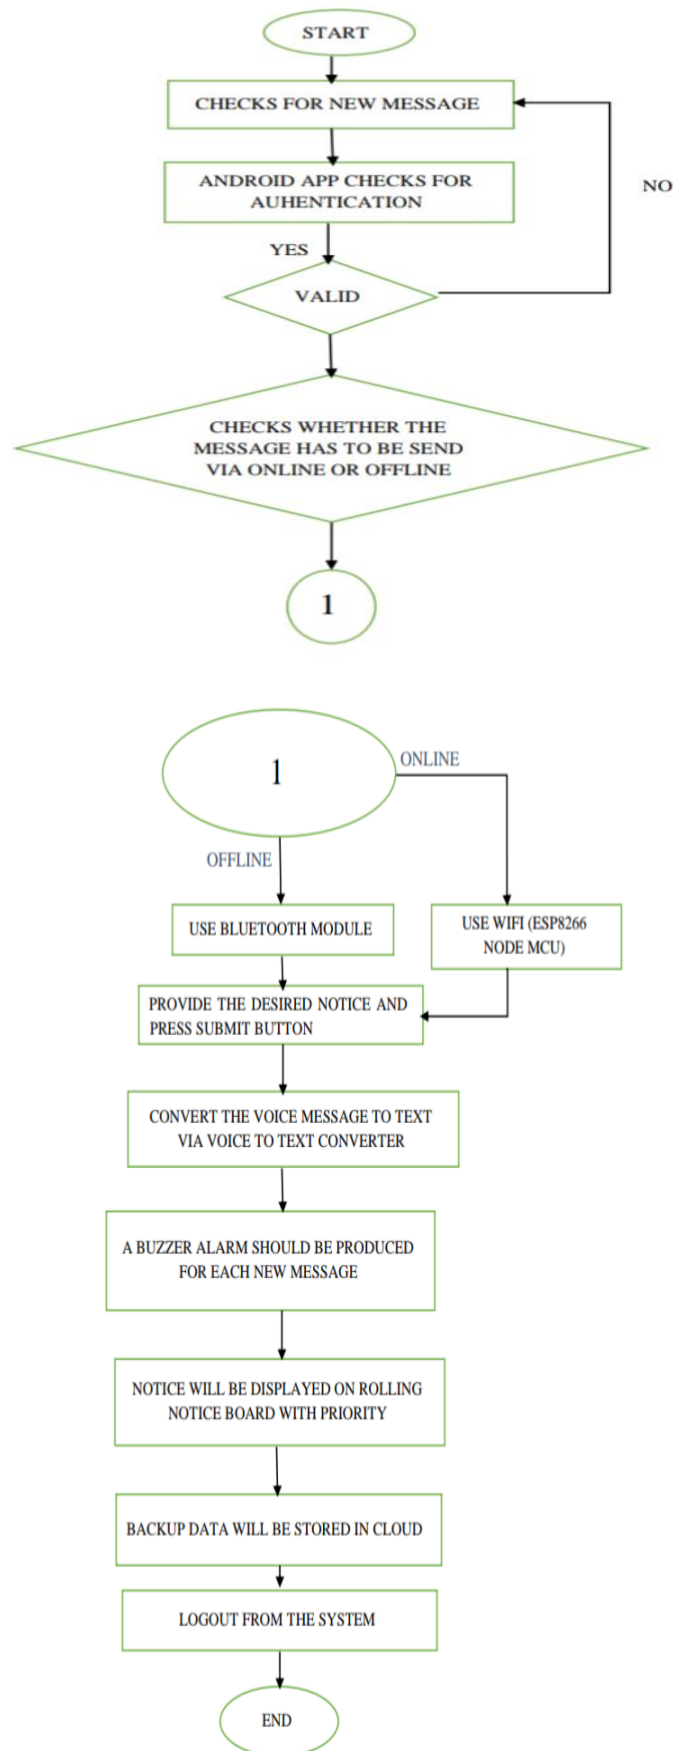 START
CHECKS FOR NEW MESSAGE
ANDROID APP CHECKS FOR
AUHENTICATION
NO
YES
VALID
CHECKS WHETHER THE
MESSAGE HAS TO BE SEND
VIA ONLINE OR OFFLINE
1
1
ONLINE
OFFLINE
USE BLUETOOTH MODULE
USE WIFI (ESP8266
NODE MCU)
PROVIDE THE DESIRED NOTICE AND
PRESS SUBMIT BUTTON
CONVERT THE VOICE MESSAGE TO TEXT
VIA VOICE TO TEXT CONVERTER
A BUZZER ALARM SHOULD BE PRODUCED
FOR EACH NEW MESSAGE
NOTICE WILL BE DISPLAYED ON ROLLING
NOTICE BOARD WITH PRIORITY
BACKUP DATA WILL BE STORED IN CLOUD
LOGOUT FROM THE SYSTEM
END